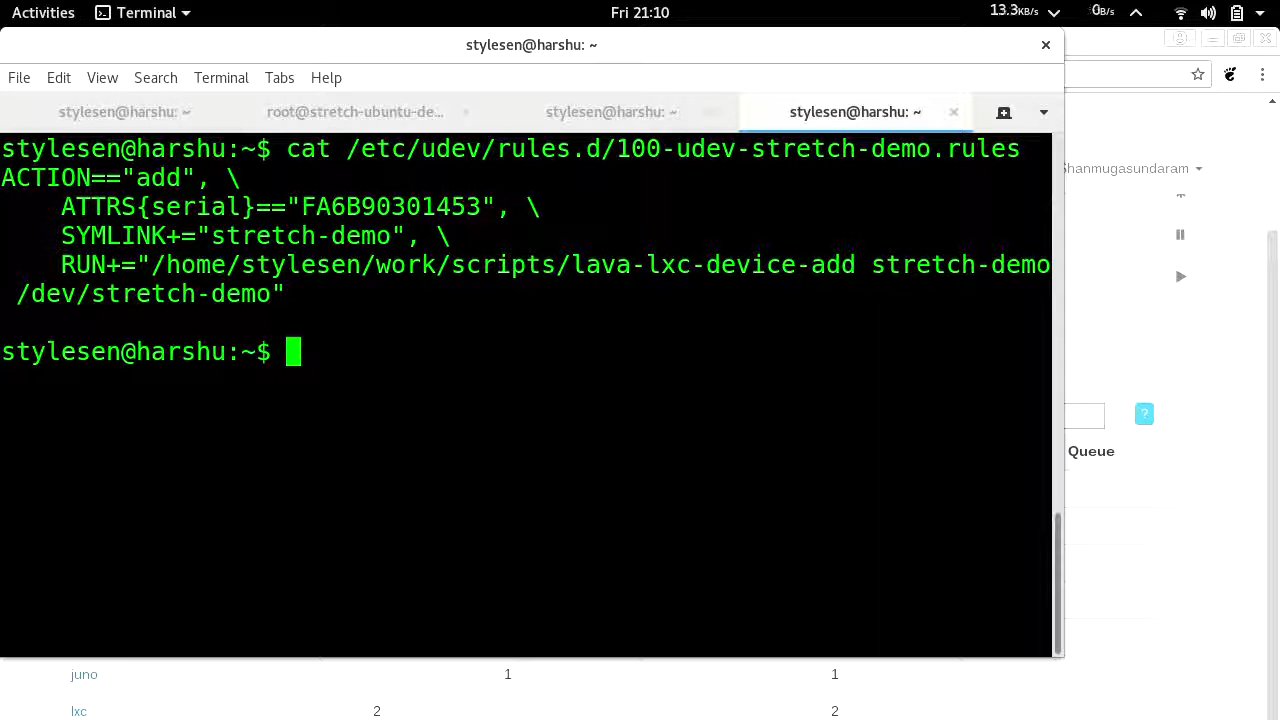 Activities Terminal Fri 21:10 13.3KB/s 0B/s
stylesen@harshu: ~
File Edit View Search Terminal Tabs Help
stylesen@harshu: ~ root@stretch-ubuntu-de... stylesen@harshu: ~ stylesen@harshu: ~
stylesen@harshu:~$ cat /etc/udev/rules.d/100-udev-stretch-demo.rules
ACTION=="add", \
ATTRS{serial}=="FA6B90301453", \
SYMLINK+="stretch-demo", \
RUN+="/home/stylesen/work/scripts/lava-lxc-device-add stretch-demo
/dev/stretch-demo"
stylesen@harshu:~$
Shanmugasundaram
?
Queue
juno 1 1
lxc 2 2